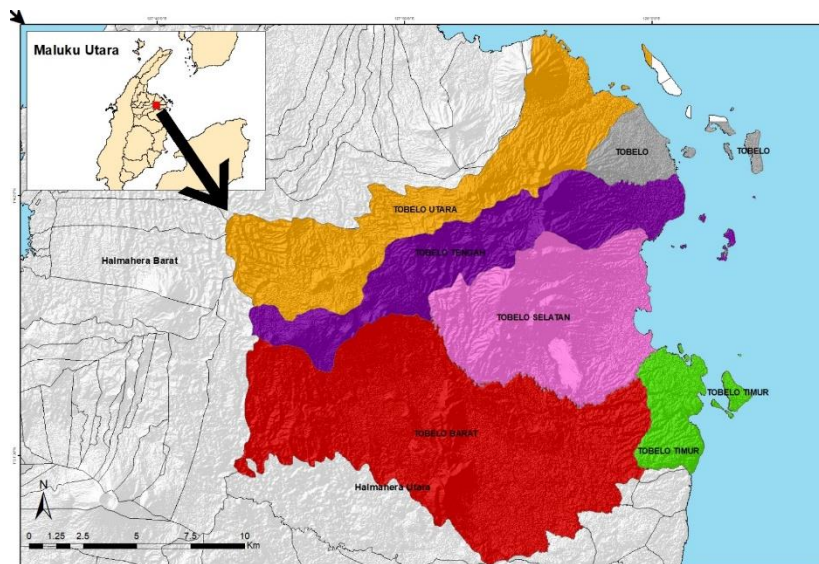 Maluku Utara
TOBELO
TOBELO
TOBELO UTARA
TOBELO TENGAH
Halmahera Barat
TOBELO SELATAN
TOBELO TIMUR
TOBELO BARAT
TOBELO TIMUR
Halmahera Utara
N
0 1.25 2.5 5 7.5 10
Km